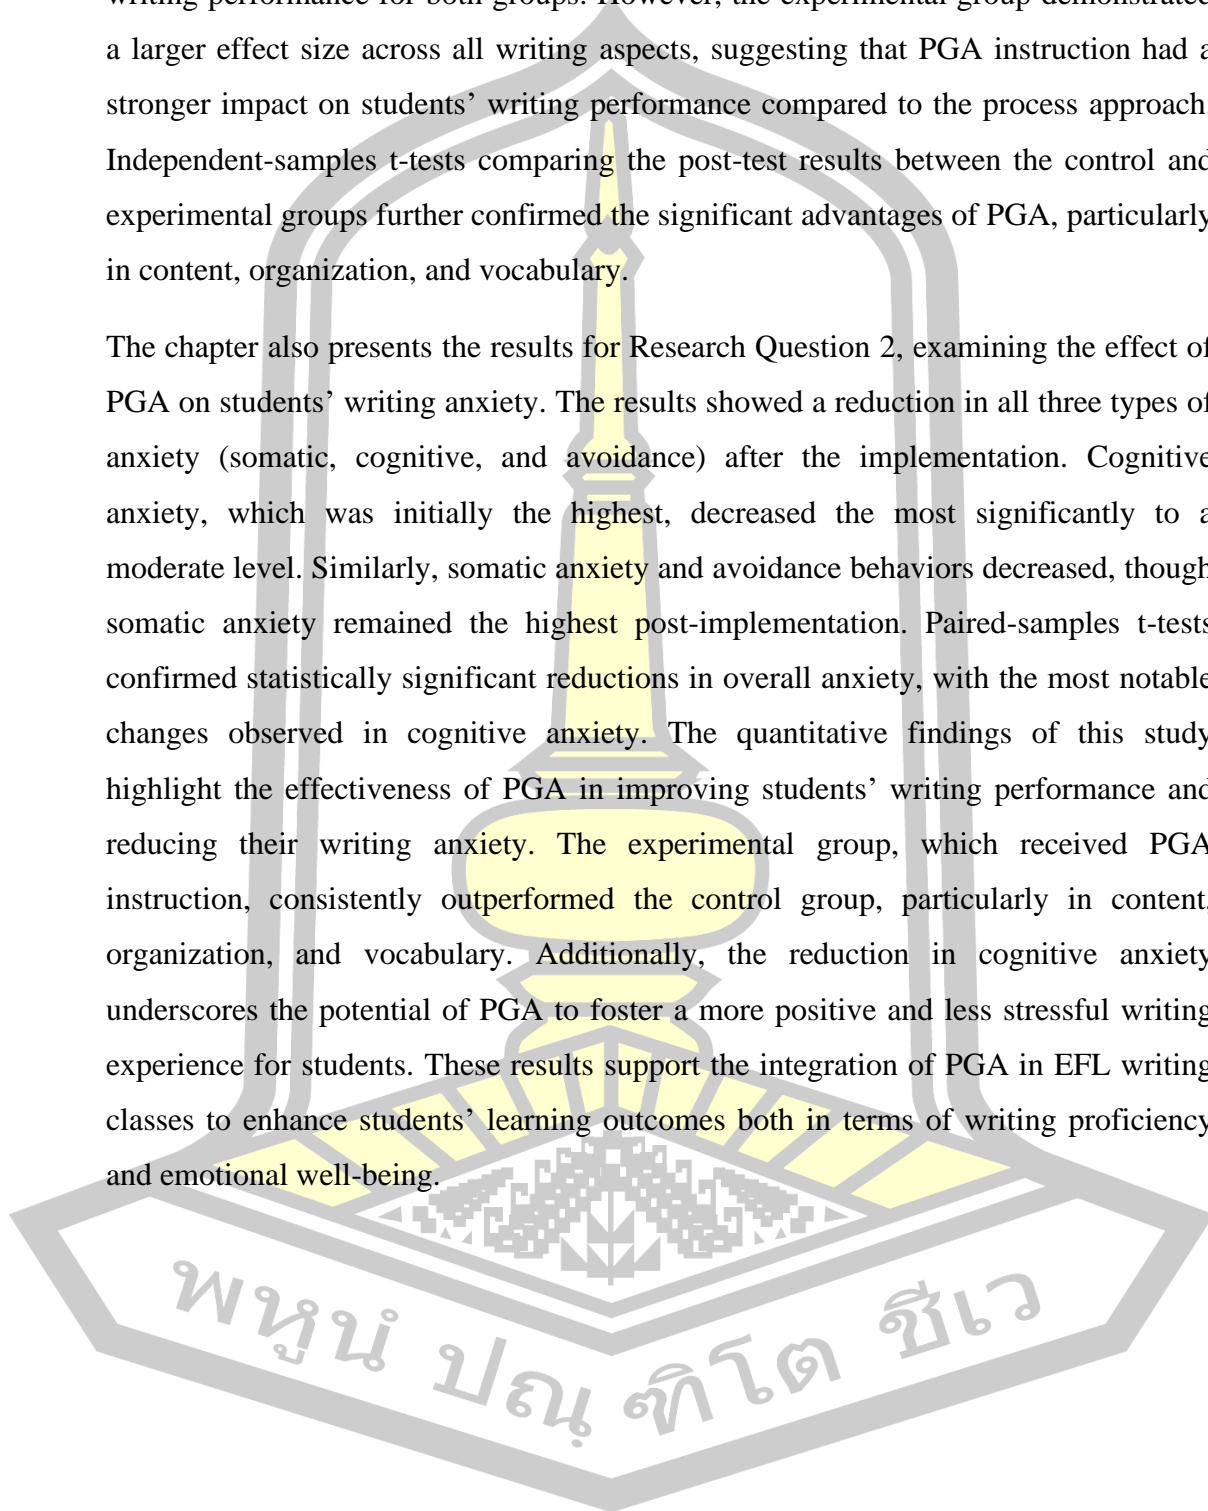 writing performance for both groups. However, the experimental group demonstrated
a larger effect size across all writing aspects, suggesting that PGA instruction had a
stronger impact on students’ writing performance compared to the process approach.
Independent-samples t-tests comparing the post-test results between the control and
experimental groups further confirmed the significant advantages of PGA, particularly
in content, organization, and vocabulary.
The chapter also presents the results for Research Question 2, examining the effect of
PGA on students’ writing anxiety. The results showed a reduction in all three types of
anxiety (somatic, cognitive, and avoidance) after the implementation. Cognitive
anxiety, which was initially the highest, decreased the most significantly to a
moderate level. Similarly, somatic anxiety and avoidance behaviors decreased, though
somatic anxiety remained the highest post-implementation. Paired-samples t-tests
confirmed statistically significant reductions in overall anxiety, with the most notable
changes observed in cognitive anxiety. The quantitative findings of this study
highlight the effectiveness of PGA in improving students’ writing performance and
reducing their writing anxiety. The experimental group, which received PGA
instruction, consistently outperformed the control group, particularly in content,
organization, and vocabulary. Additionally, the reduction in cognitive anxiety
underscores the potential of PGA to foster a more positive and less stressful writing
experience for students. These results support the integration of PGA in EFL writing
classes to enhance students’ learning outcomes both in terms of writing proficiency
and emotional well-being.
พหูนํ ปณฺ ฑิโต ชีเว